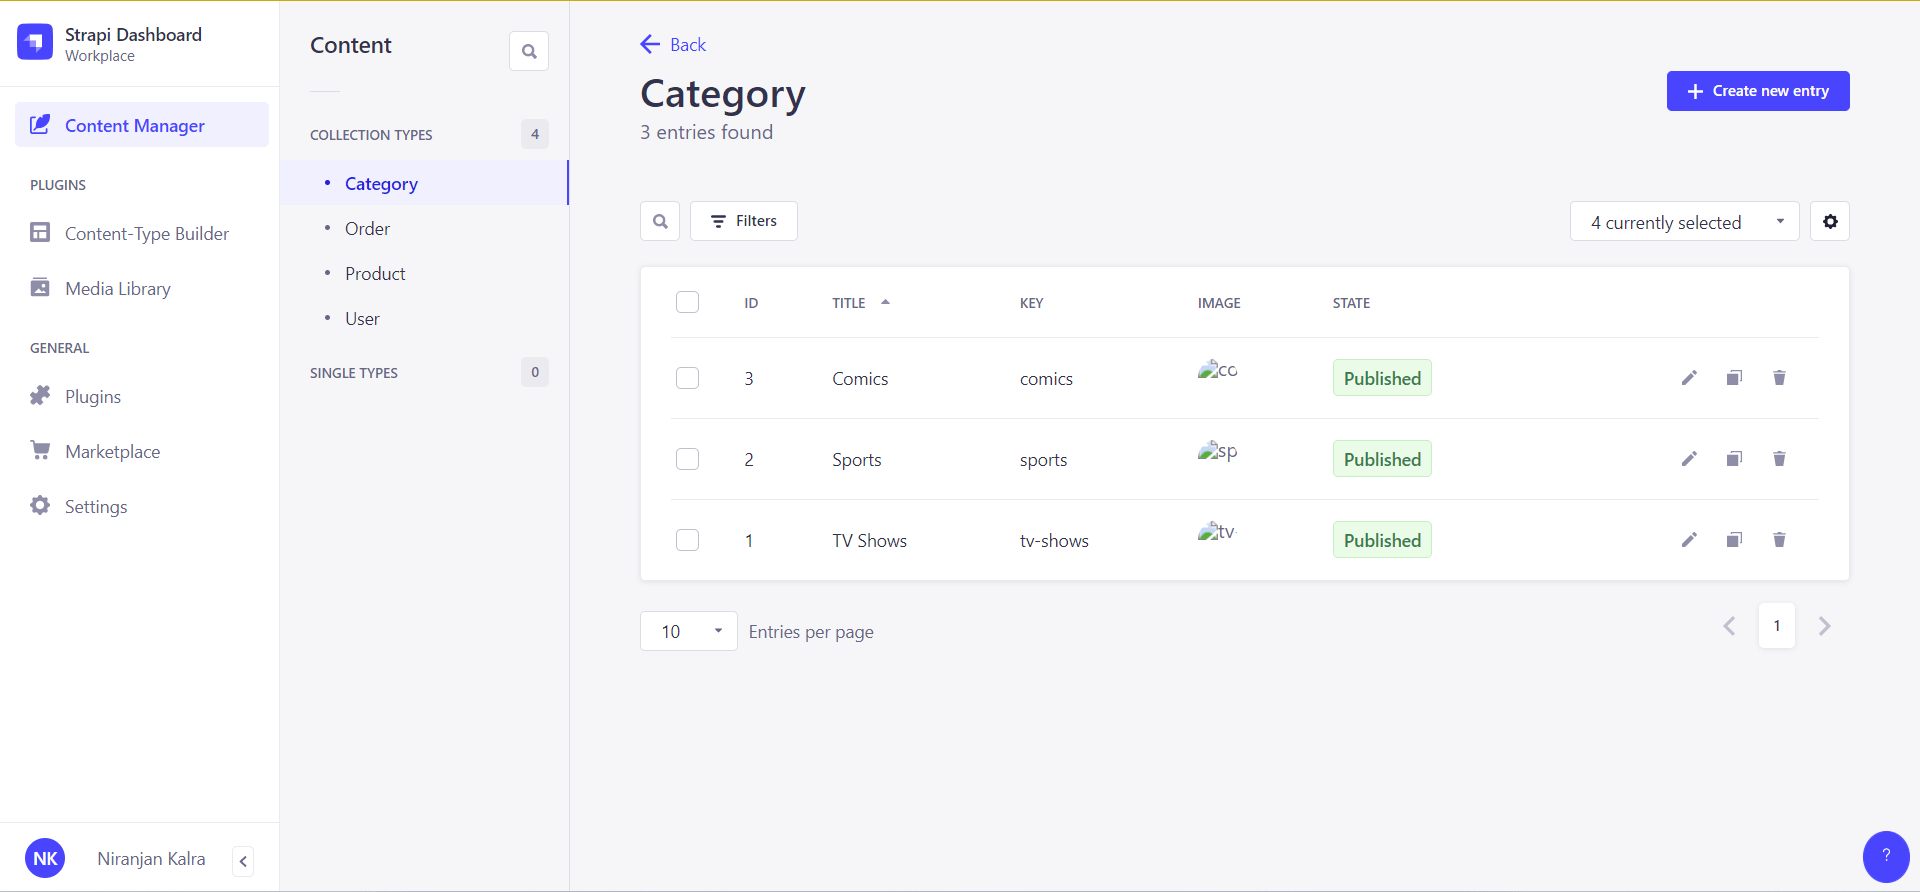 Strapi Dashboard
Workplace
Content Manager
PLUGINS
Content-Type Builder
Media Library
GENERAL
Plugins
Marketplace
Settings
NK
Niranjan Kalra
Content
COLLECTION TYPES
4
Category
Order
Product
User
SINGLE TYPES
0
Back
Category
3 entries found
Create new entry
Filters
4 currently selected
ID TITLE KEY IMAGE STATE
3 Comics comics co Published
2 Sports sports sp Published
1 TV Shows tv-shows tv- Published
10 Entries per page
1
?